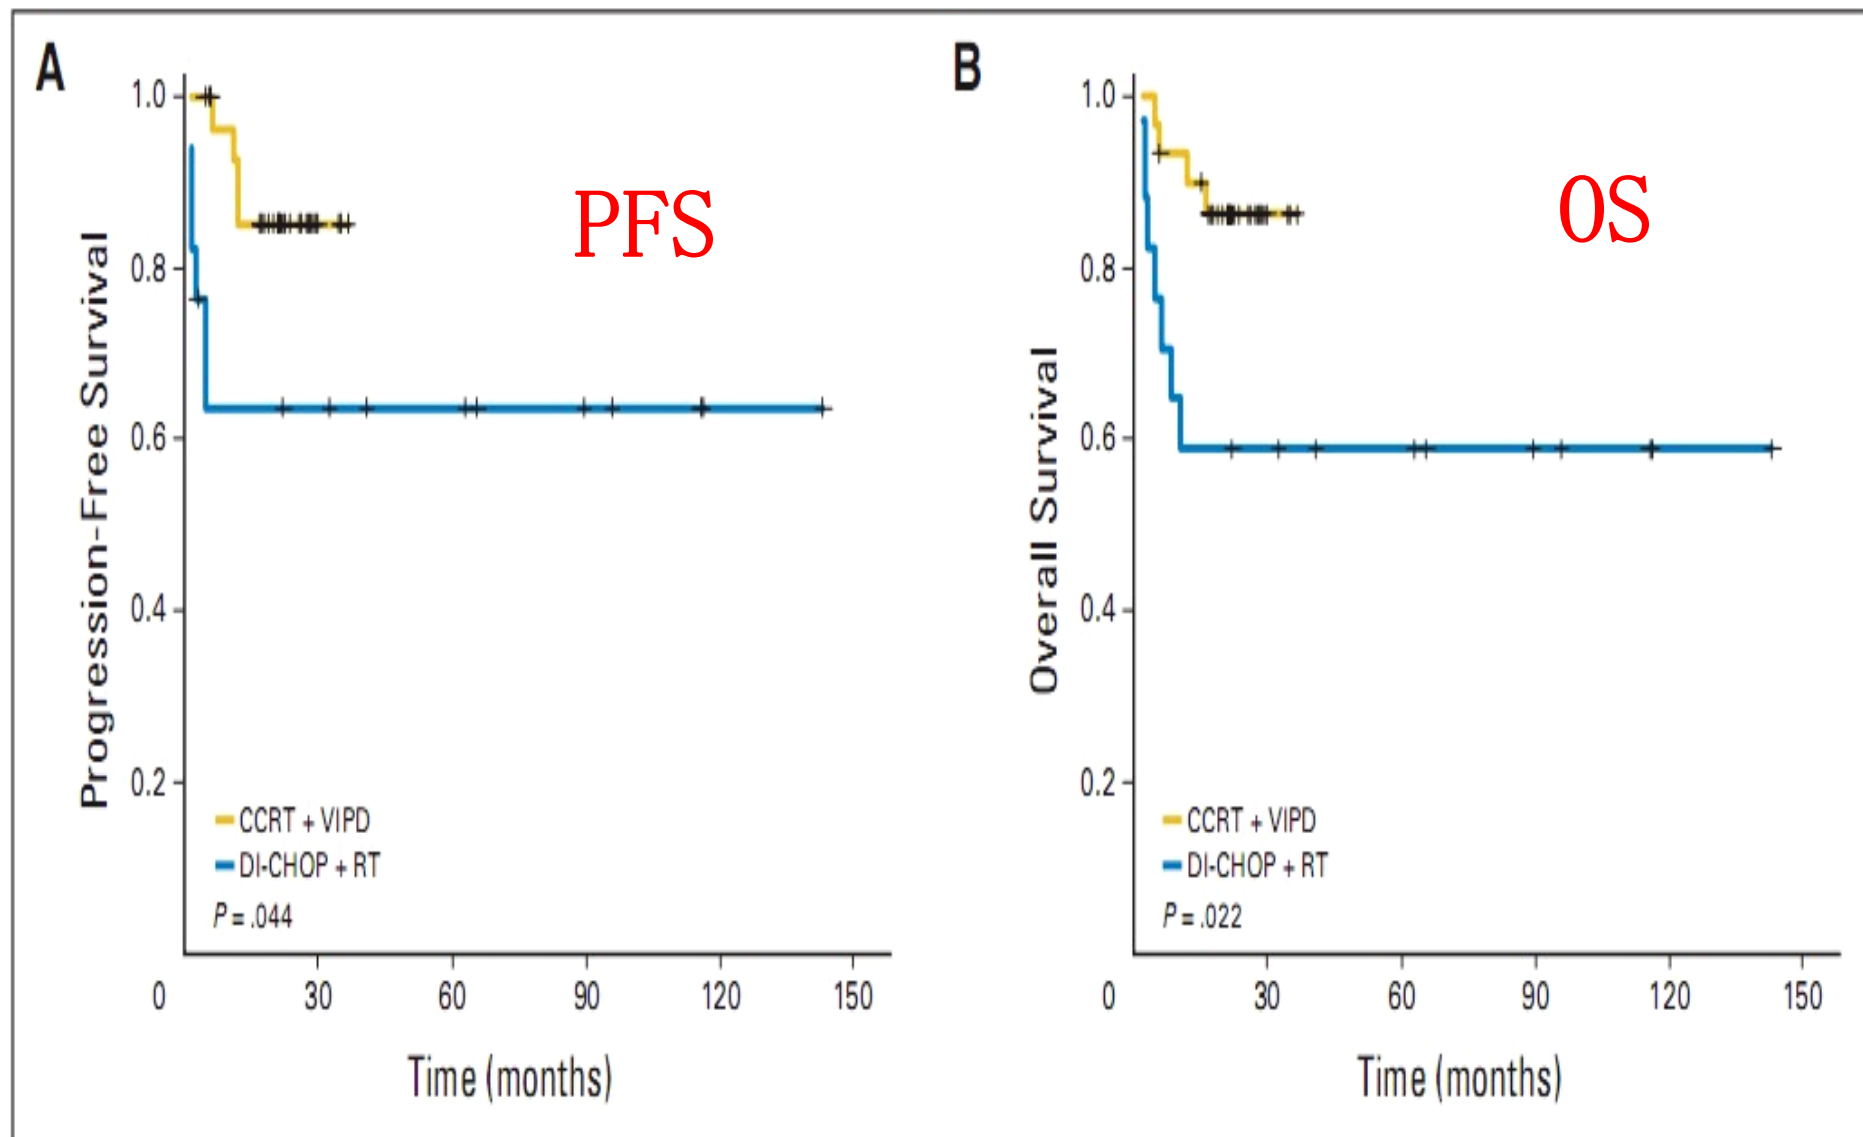 A
PFS
Progression-Free Survival
1.0
0.8
0.6
0.4
0.2
CCRT + VIPD
DI-CHOP + RT
P = .044
0 30 60 90 120 150
Time (months)
B
OS
Overall Survival
1.0
0.8
0.6
0.4
0.2
CCRT + VIPD
DI-CHOP + RT
P = .022
0 30 60 90 120 150
Time (months)